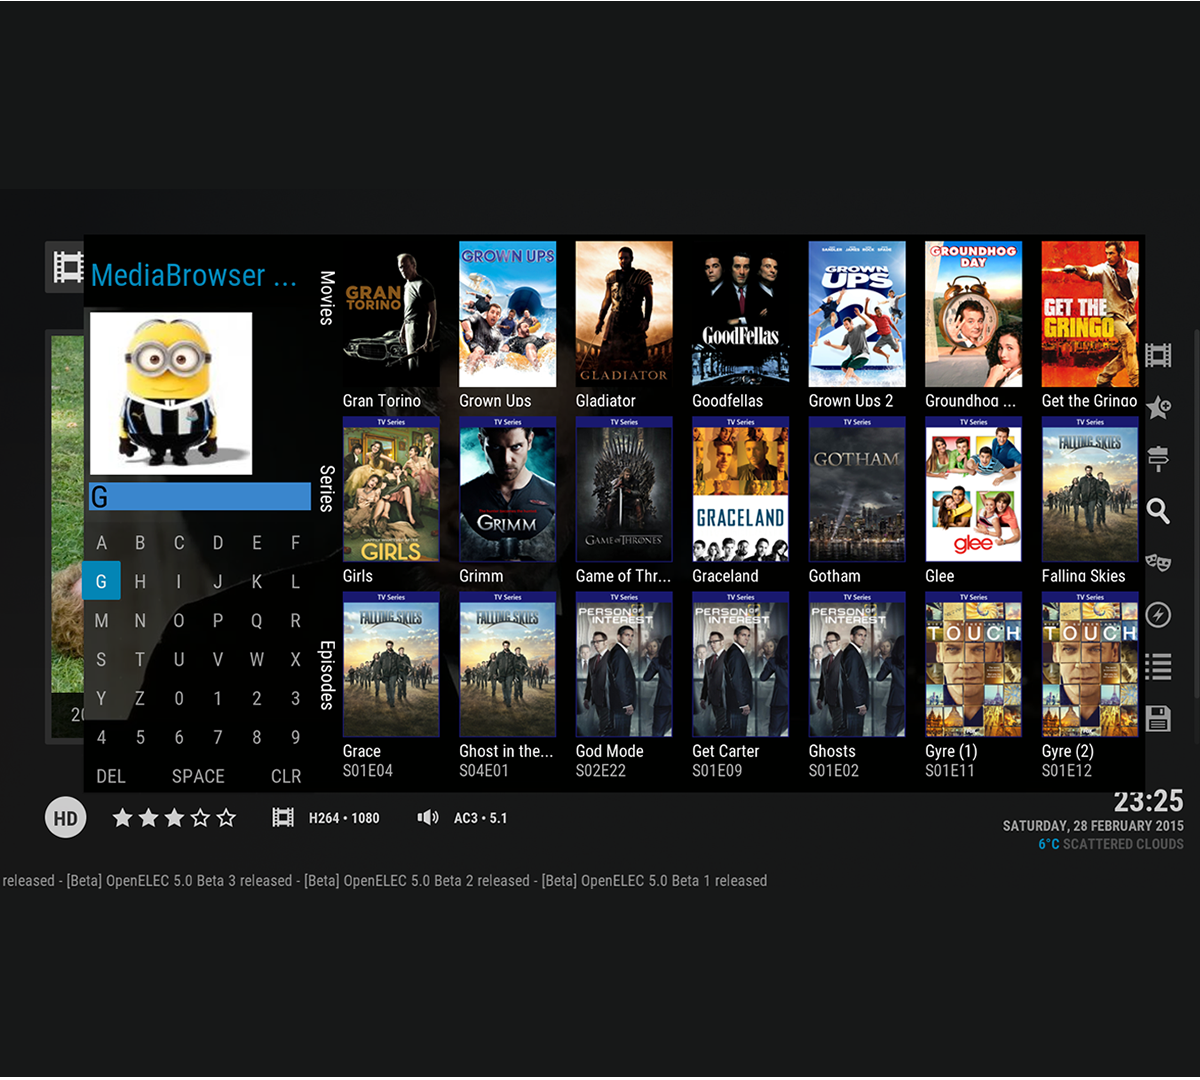 MediaBrowser ...
G
A B C D E F
G H I J K L
M N O P Q R
S T U V W X
Y Z 0 1 2 3
4 5 6 7 8 9
DEL SPACE CLR
Movies
GRAN TORINO
GROWN UPS
GLADIATOR
GoodFellas
GROWN UPS 2
GROUNDHOG DAY
GET THE GRINGO
Gran Torino Grown Ups Gladiator Goodfellas Grown Ups 2 Groundhog ... Get the Gringo
Series
TV Series TV Series TV Series TV Series TV Series TV Series TV Series
GIRLS
GRIMM
GAME OF THRONES
GRACELAND
GOTHAM
glee
FALLING SKIES
Girls Grimm Game of Thr... Graceland Gotham Glee Falling Skies
Episodes
TV Series TV Series TV Series TV Series TV Series TV Series TV Series
FALLING SKIES
FALLING SKIES
PERSON OF INTEREST
PERSON OF INTEREST
PERSON OF INTEREST
TOUCH
TOUCH
Grace Ghost in the... God Mode Get Carter Ghosts Gyre (1) Gyre (2)
S01E04 S04E01 S02E22 S01E09 S01E02 S01E11 S01E12
HD H264 • 1080 AC3 • 5.1
23:25
SATURDAY, 28 FEBRUARY 2015
6°C SCATTERED CLOUDS
released - [Beta] OpenELEC 5.0 Beta 3 released - [Beta] OpenELEC 5.0 Beta 2 released - [Beta] OpenELEC 5.0 Beta 1 released